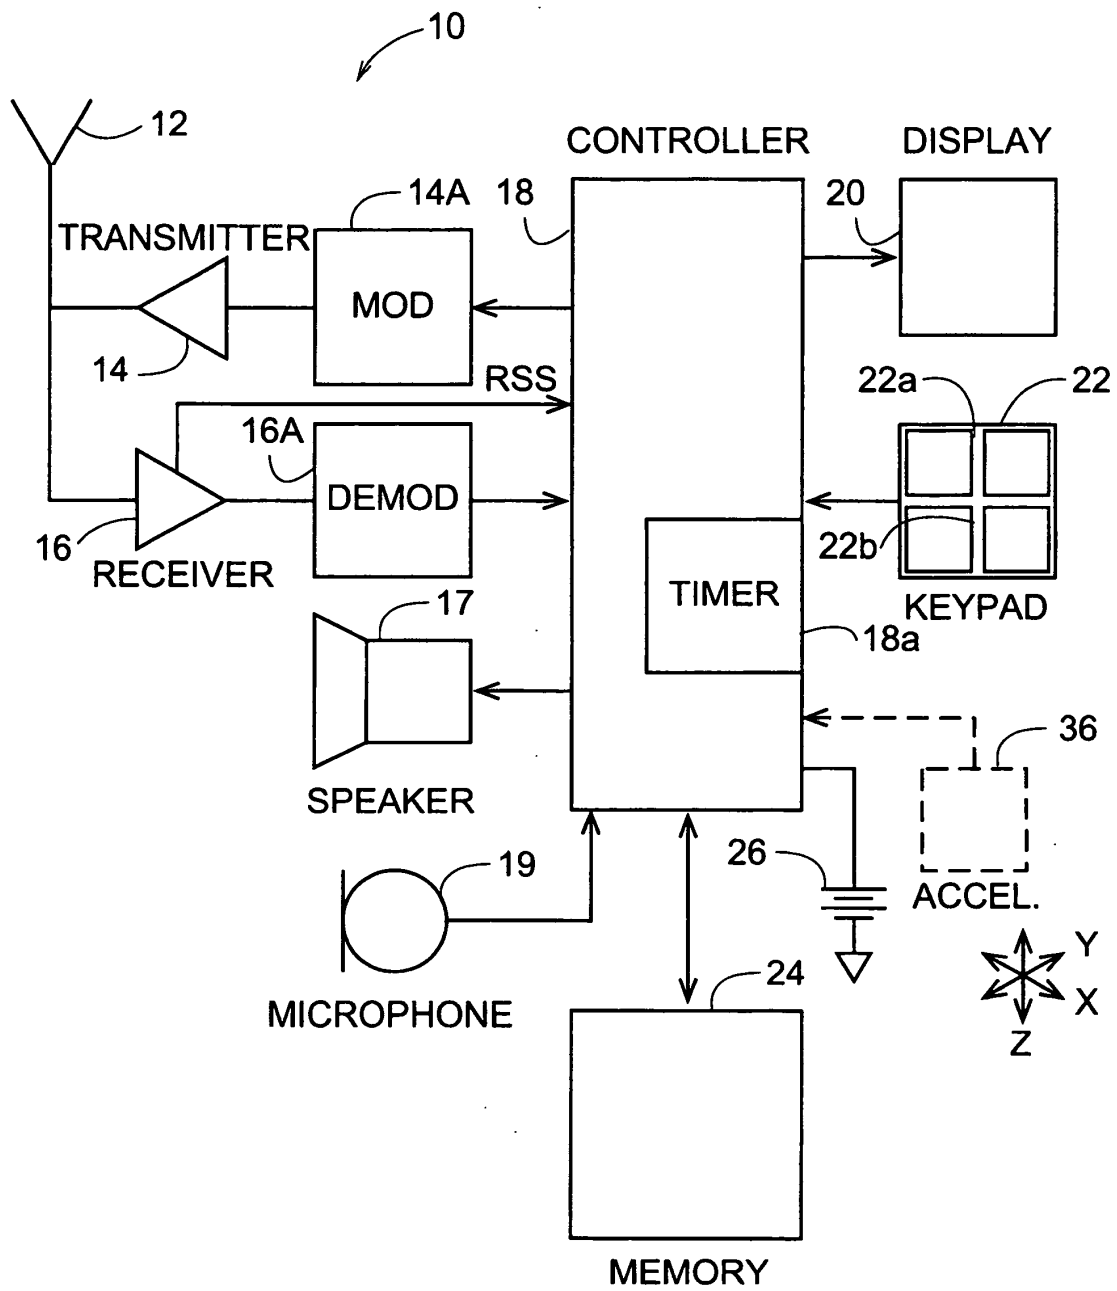 10
12
CONTROLLER
DISPLAY
14A
18
20
TRANSMITTER
MOD
14
RSS
22a
22
16A
DEMOD
16
22b
RECEIVER
TIMER
KEYPAD
17
18a
36
SPEAKER
26
19
ACCEL.
Y
24
X
MICROPHONE
Z
MEMORY